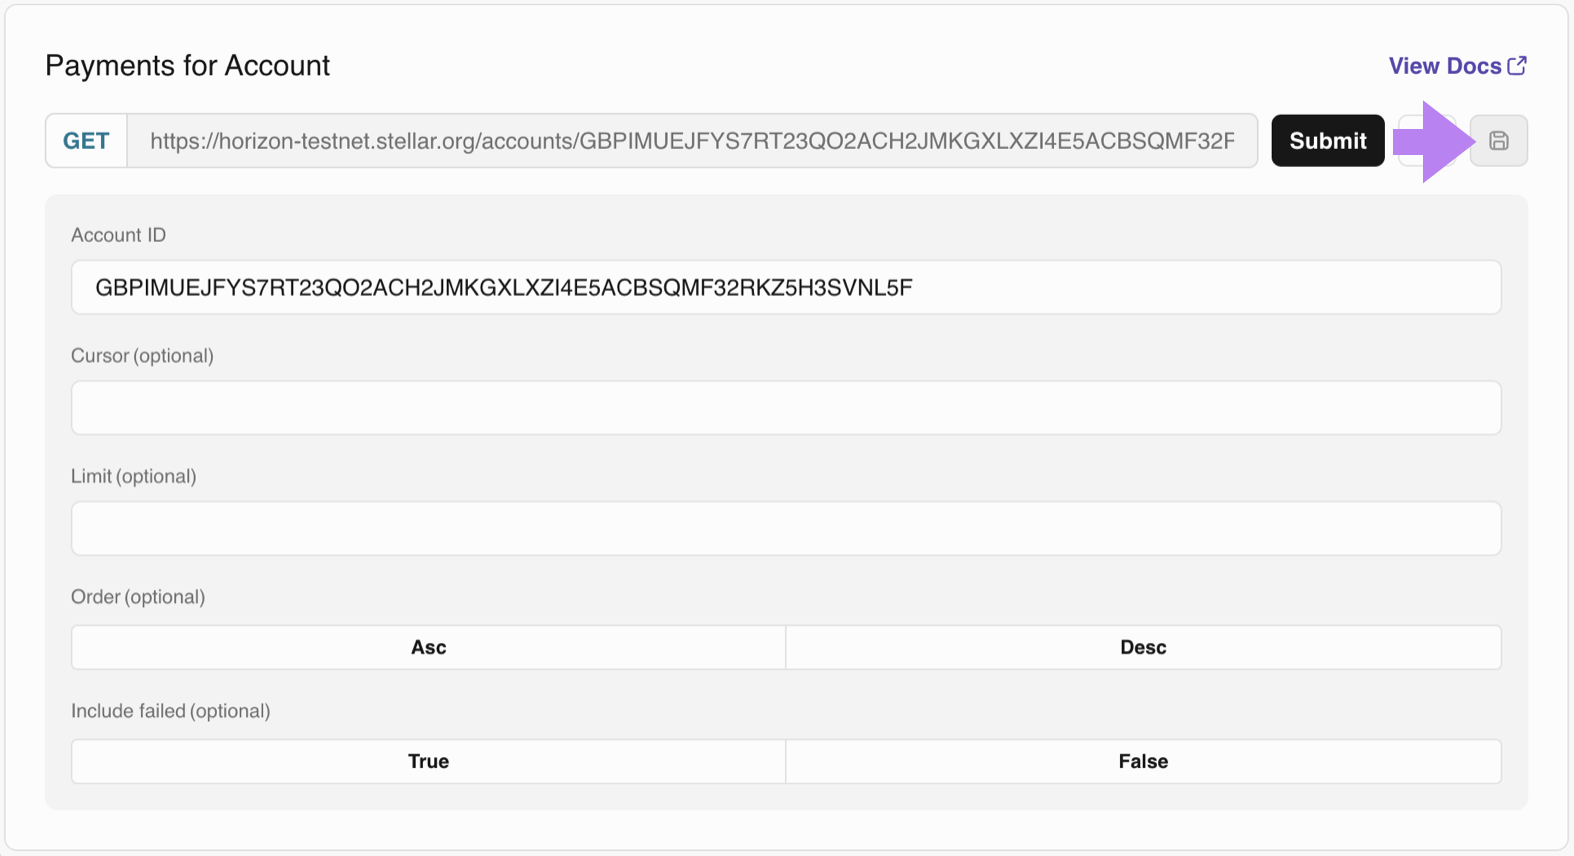 Payments for Account
View Docs
GET
https://horizon-testnet.stellar.org/accounts/GBPIMUEJFYS7RT23QO2ACH2JMKGXLXZI4E5ACBSQMF32F
Submit
Account ID
GBPIMUEJFYS7RT23QO2ACH2JMKGXLXZI4E5ACBSQMF32RKZ5H3SVNL5F
Cursor (optional)
Limit (optional)
Order (optional)
Asc
Desc
Include failed (optional)
True
False